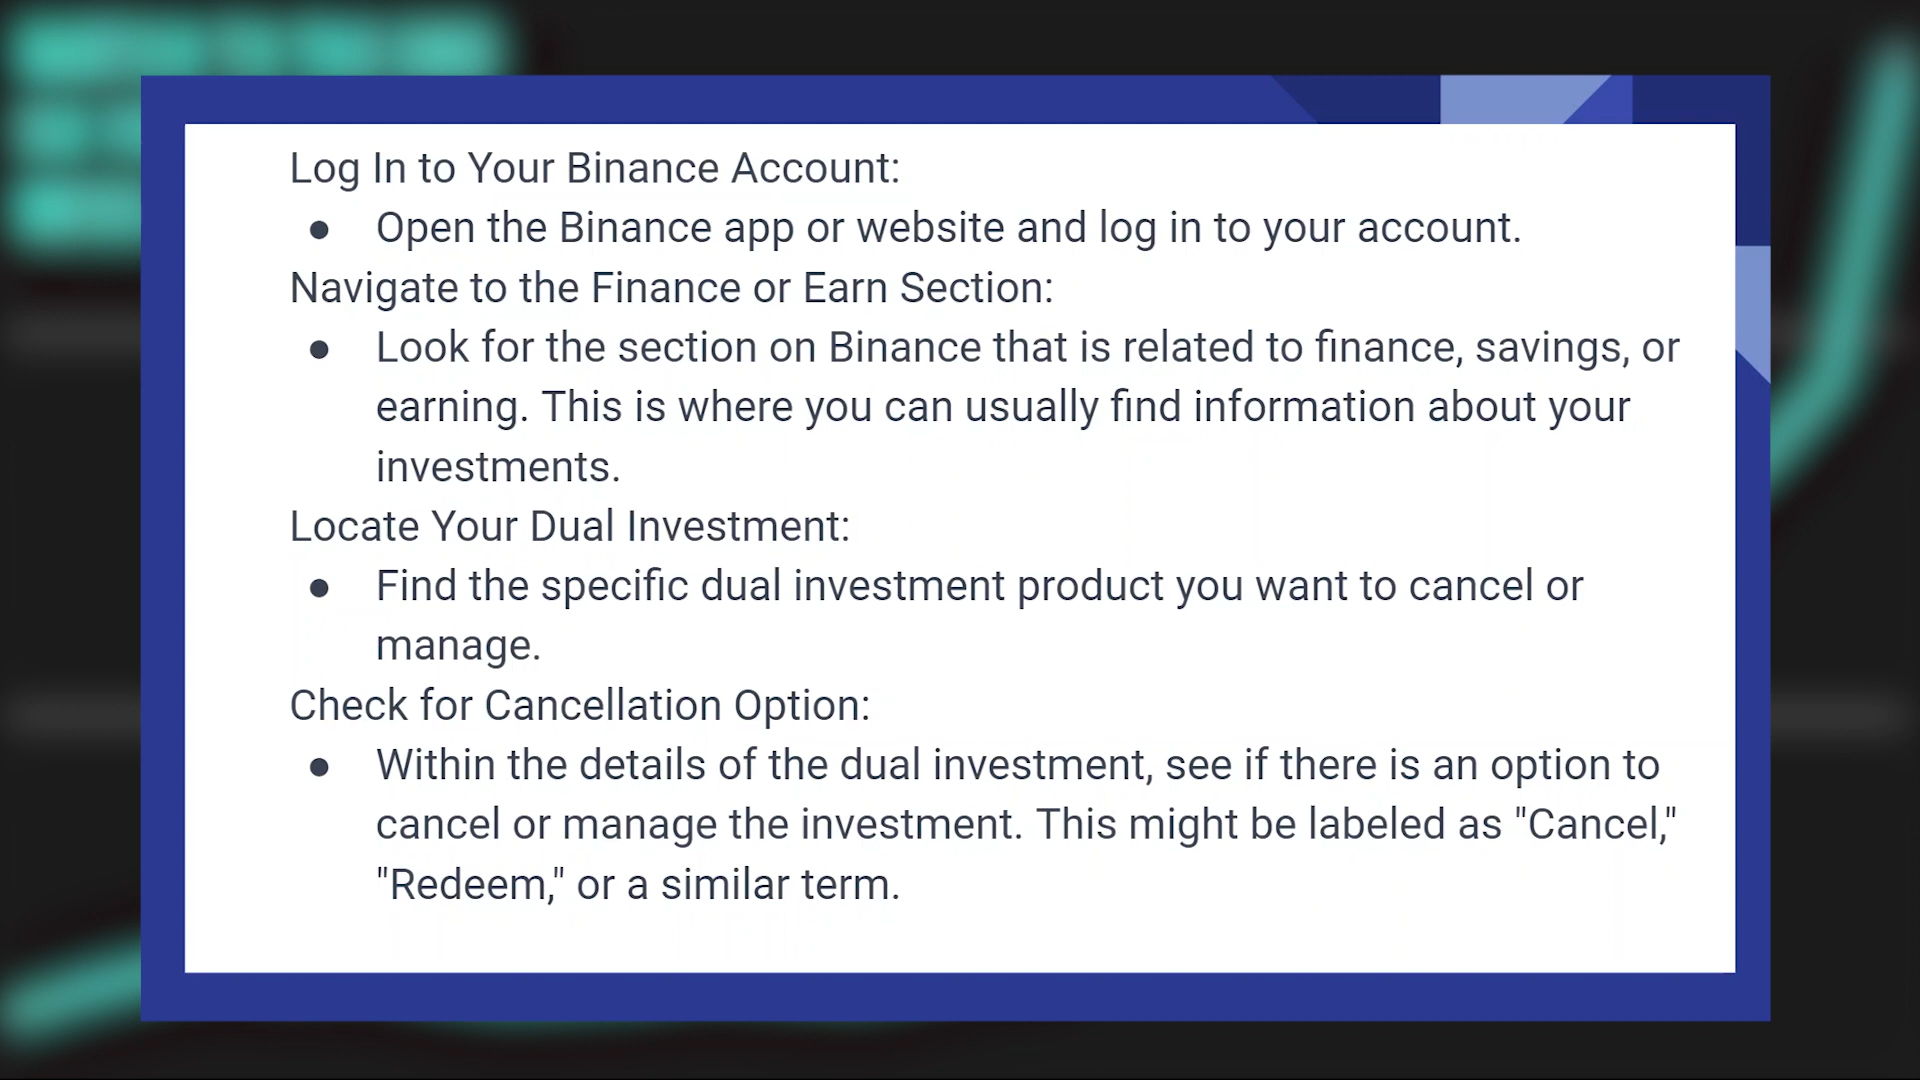 Log In to Your Binance Account:
● Open the Binance app or website and log in to your account.
Navigate to the Finance or Earn Section:
● Look for the section on Binance that is related to finance, savings, or
earning. This is where you can usually find information about your
investments.
Locate Your Dual Investment:
● Find the specific dual investment product you want to cancel or
manage.
Check for Cancellation Option:
● Within the details of the dual investment, see if there is an option to
cancel or manage the investment. This might be labeled as "Cancel,"
"Redeem," or a similar term.